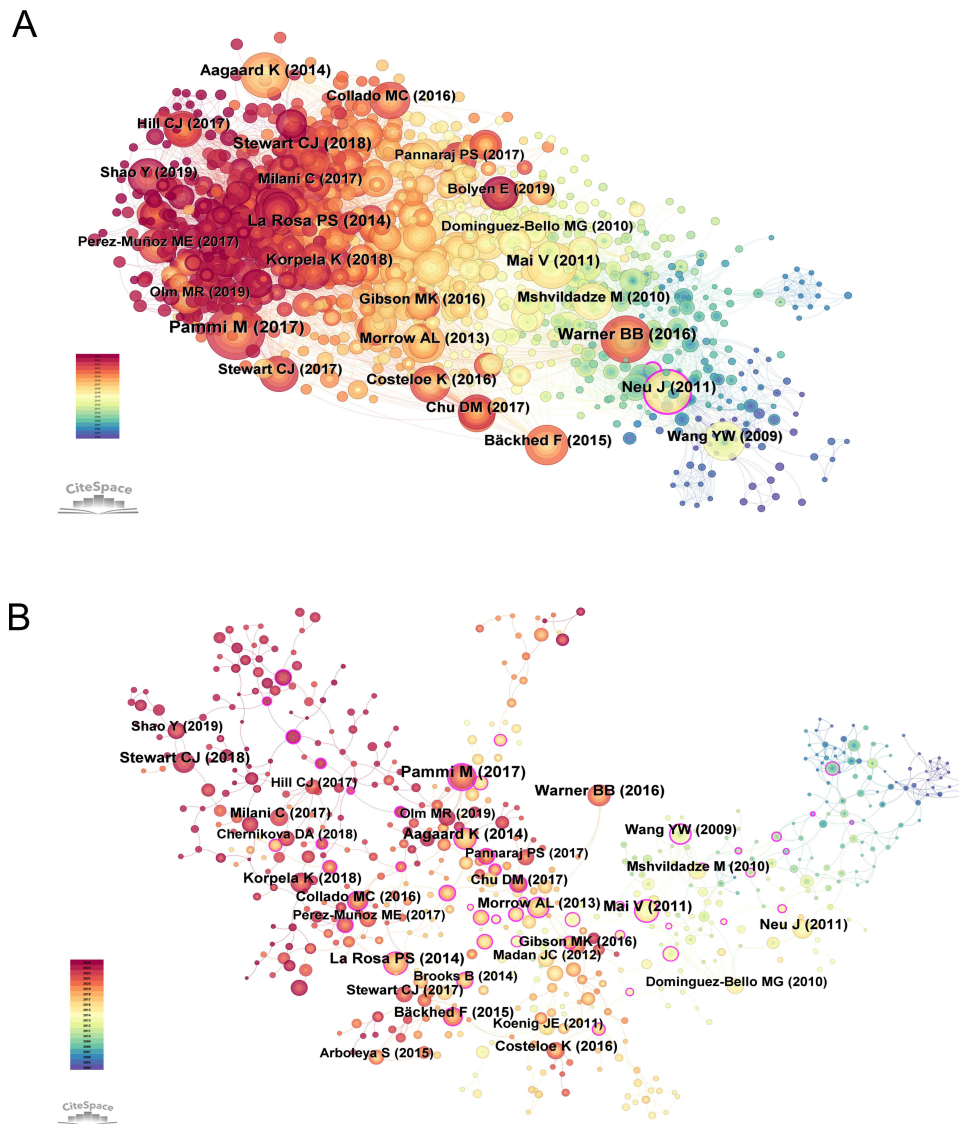 A
Aagaard K (2014)
Collado MC (2016)
Hill CJ (2017)
Stewart CJ (2018)
Pannaraj PS (2017)
Shao Y (2019)
Milani C (2017)
Bolyen E (2019)
La Rosa PS (2014)
Dominguez-Bello MG (2010)
Perez-Muñoz ME (2017)
Korpela K (2018)
Mai V (2011)
Olm MR (2019)
Gibson MK (2016)
Mshvildadze M (2010)
Pammi M (2017)
Morrow AL (2013)
Warner BB (2016)
Stewart CJ (2017)
Costeloe K (2016)
Neu J (2011)
Chu DM (2017)
Bäckhed F (2015)
Wang YW (2009)
CiteSpace
B
Shao Y (2019)
Stewart CJ (2018)
Pammi M (2017)
Hill CJ (2017)
Warner BB (2016)
Milani C (2017)
Olm MR (2019)
Chernikova DA (2018)
Aagaard K (2014)
Wang YW (2009)
Pannaraj PS (2017)
Mshvildadze M (2010)
Korpela K (2018)
Chu DM (2017)
Collado MC (2016)
Morrow AL (2013)
Mai V (2011)
Perez-Muñoz ME (2017)
Neu J (2011)
Gibson MK (2016)
La Rosa PS (2014)
Madan JC (2012)
Brooks B (2014)
Dominguez-Bello MG (2010)
Stewart CJ (2017)
Bäckhed F (2015)
Koenig JE (2011)
Costeloe K (2016)
Arboleya S (2015)
CiteSpace